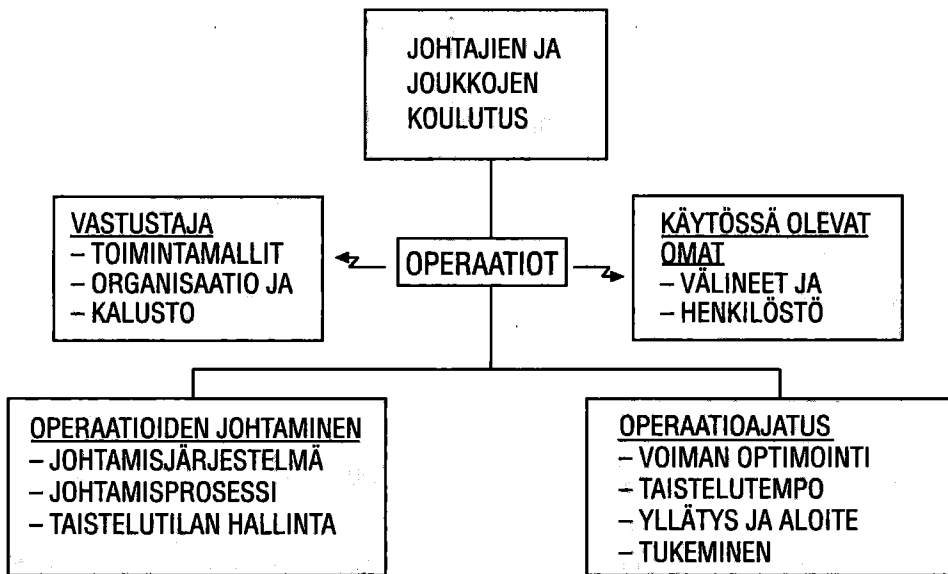 JOHTAJIEN JA
JOUKKOJEN
KOULUTUS
VASTUSTAJA
– TOIMINTAMALLIT
– ORGANISAATIO JA
– KALUSTO
OPERAATIOT
KÄYTÖSSÄ OLEVAT
OMAT
– VÄLINEET JA
– HENKILÖSTÖ
OPERAATIOIDEN JOHTAMINEN
– JOHTAMISJÄRJESTELMÄ
– JOHTAMISPROSESSI
– TAISTELUTILAN HALLINTA
OPERAATIOAJATUS
– VOIMAN OPTIMOINTI
– TAISTELUTEMPO
– YLLÄTYS JA ALOITE
– TUKEMINEN